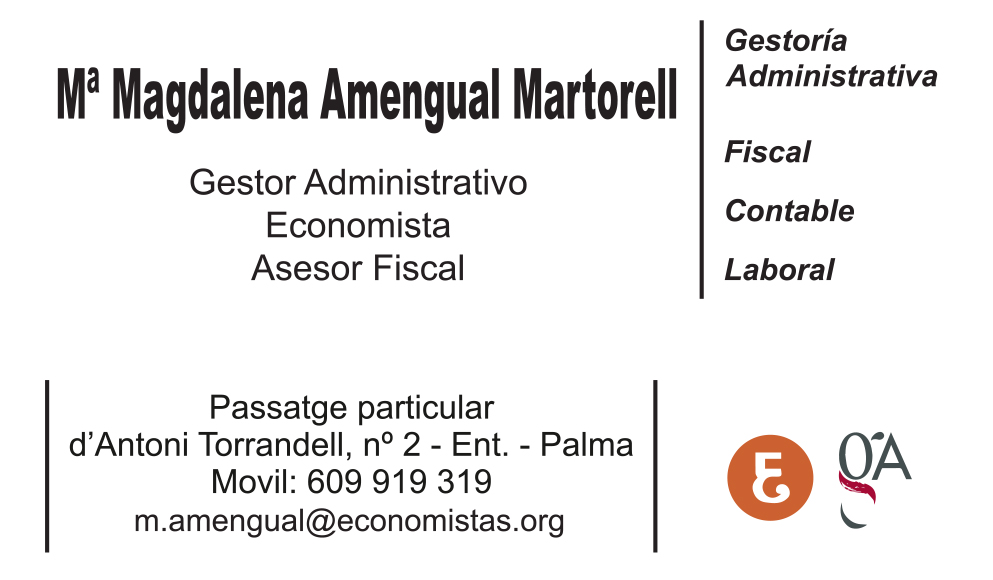 Mª Magdalena Amengual Martorell
Gestor Administrativo
Economista
Asesor Fiscal
Gestoría
Administrativa
Fiscal
Contable
Laboral
Passatge particular
d’Antoni Torrandell, nº 2 - Ent. - Palma
Movil: 609 919 319
m.amengual@economistas.org
E
gA